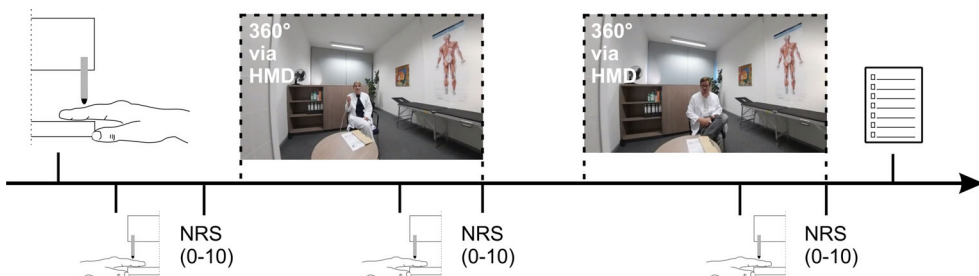 360°
via
HMD
360°
via
HMD
NRS
(0-10)
NRS
(0-10)
NRS
(0-10)